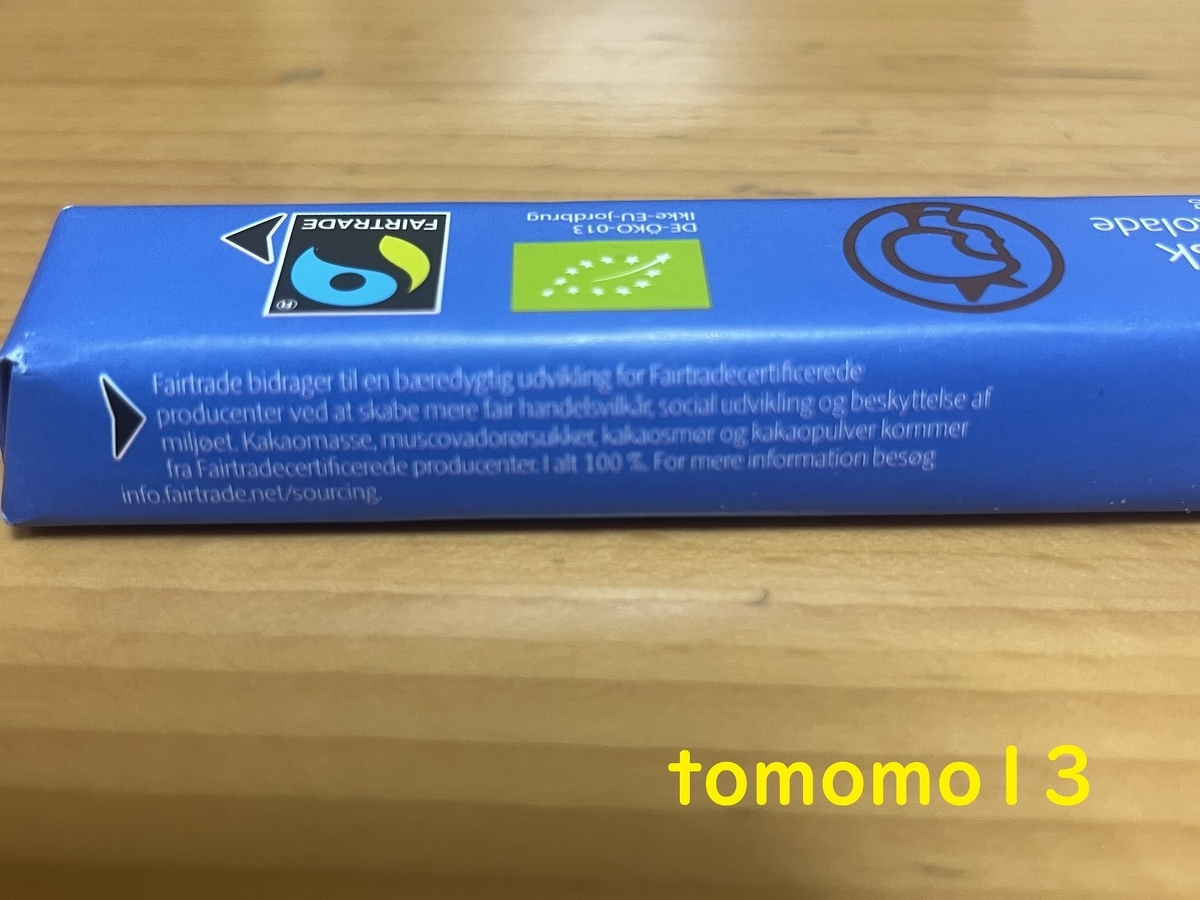 FAIRTRADE
®
DE-ÖKO-013
Ikke-EU-jordbrug
Fairtrade bidrager til en bæredygtig udvikling for Fairtradecertificerede
producenter ved at skabe mere fair handelsvilkår, social udvikling og beskyttelse af
miljøet. Kakaomasse, muscovadorørsukker, kakaosmør og kakaopulver kommer
fra Fairtradecertificerede producenter. I alt 100 %. For mere information besøg
info.fairtrade.net/sourcing.
tomomo13